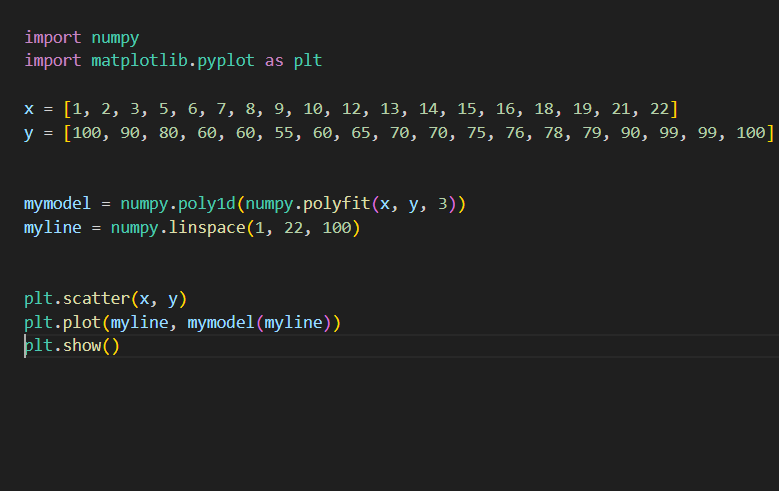 import numpy
import matplotlib.pyplot as plt
x = [1, 2, 3, 5, 6, 7, 8, 9, 10, 12, 13, 14, 15, 16, 18, 19, 21, 22]
y = [100, 90, 80, 60, 60, 55, 60, 65, 70, 70, 75, 76, 78, 79, 90, 99, 99, 100]
mymodel = numpy.poly1d(numpy.polyfit(x, y, 3))
myline = numpy.linspace(1, 22, 100)
plt.scatter(x, y)
plt.plot(myline, mymodel(myline))
plt.show()